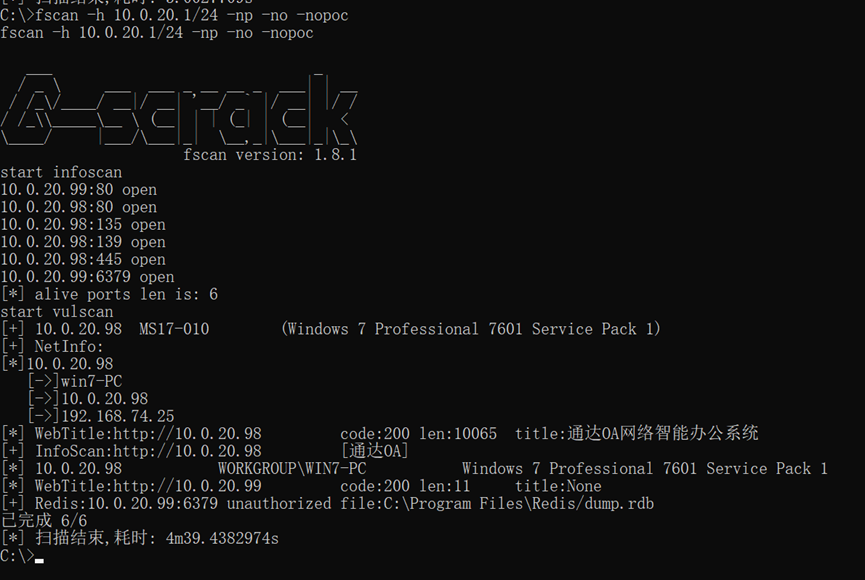 C:\>fscan -h 10.0.20.1/24 -np -no -nopoc
fscan -h 10.0.20.1/24 -np -no -nopoc
fscan version: 1.8.1
start infoscan
10.0.20.99:80 open
10.0.20.98:80 open
10.0.20.98:135 open
10.0.20.98:139 open
10.0.20.98:445 open
10.0.20.99:6379 open
[*] alive ports len is: 6
start vulscan
[+] 10.0.20.98 MS17-010 (Windows 7 Professional 7601 Service Pack 1)
[+] NetInfo:
[*]10.0.20.98
[->]win7-PC
[->]10.0.20.98
[->]192.168.74.25
[*] WebTitle:http://10.0.20.98 code:200 len:10065 title:通达OA网络智能办公系统
[+] InfoScan:http://10.0.20.98 [通达OA]
[*] 10.0.20.98 WORKGROUP\WIN7-PC Windows 7 Professional 7601 Service Pack 1
[*] WebTitle:http://10.0.20.99 code:200 len:11 title:None
[+] Redis:10.0.20.99:6379 unauthorized file:C:\Program Files\Redis/dump.rdb
已完成 6/6
[*] 扫描结束,耗时: 4m39.4382974s
C:\>